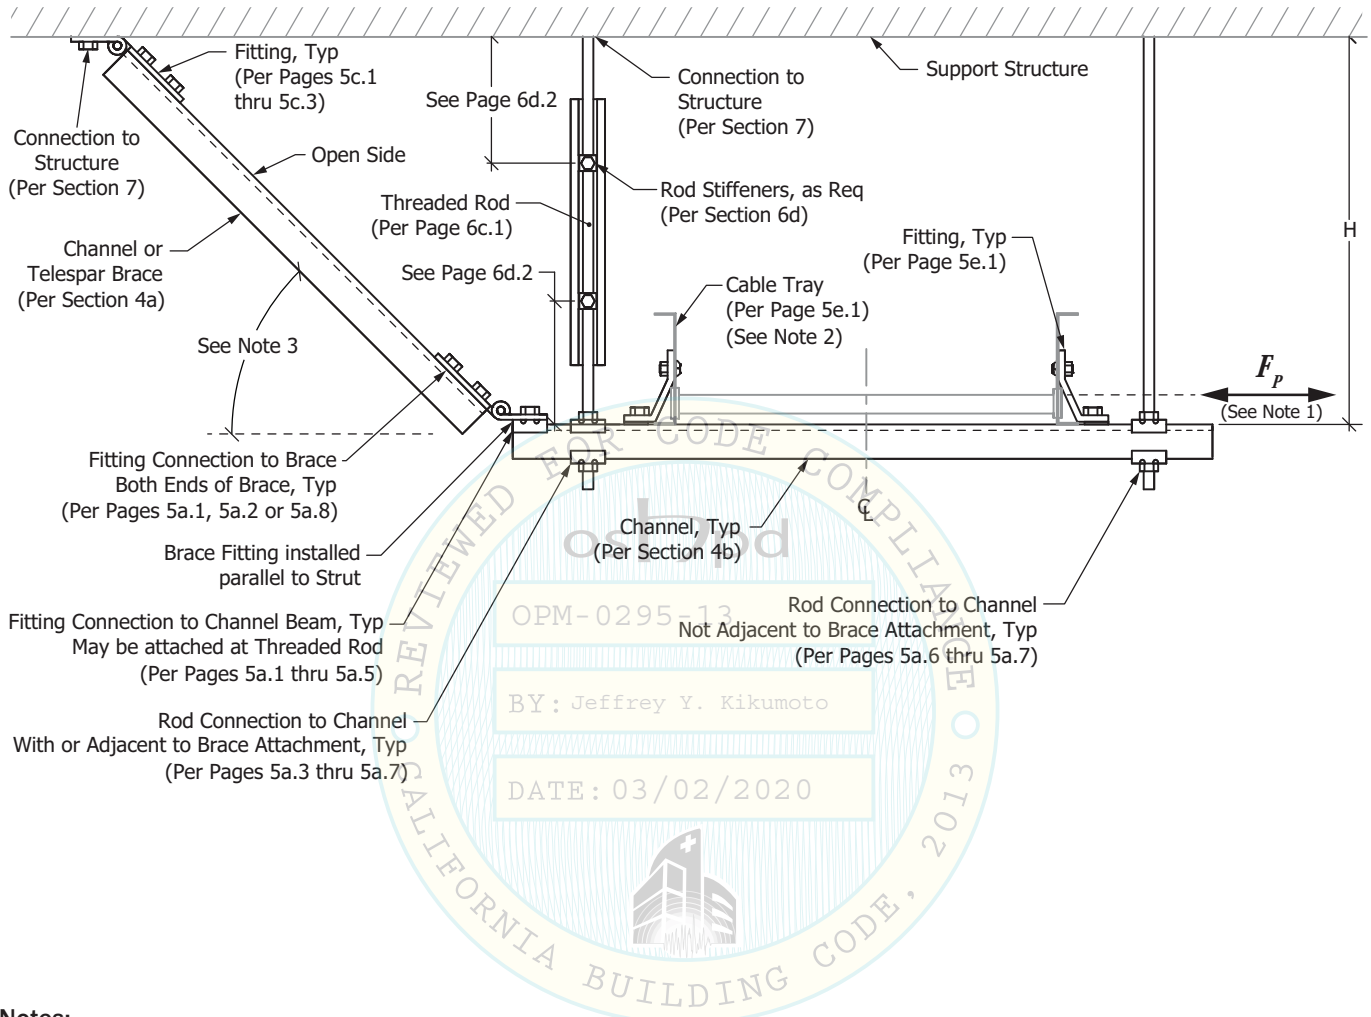 Fitting, Typ
(Per Pages 5c.1
thru 5c.3)
See Page 6d.2
Connection to
Structure
(Per Section 7)
Support Structure
Connection to
Structure
(Per Section 7)
Open Side
Rod Stiffeners, as Req
(Per Section 6d)
Threaded Rod
(Per Page 6c.1)
H
Fitting, Typ
(Per Page 5e.1)
Channel or
Telespar Brace
(Per Section 4a)
See Page 6d.2
Cable Tray
(Per Page 5e.1)
(See Note 2)
See Note 3
Fp
(See Note 1)
Fitting Connection to Brace
Both Ends of Brace, Typ
(Per Pages 5a.1, 5a.2 or 5a.8)
Channel, Typ
(Per Section 4b)
℄
Brace Fitting installed
parallel to Strut
Fitting Connection to Channel Beam, Typ
May be attached at Threaded Rod
(Per Pages 5a.1 thru 5a.5)
Rod Connection to Channel
Not Adjacent to Brace Attachment, Typ
(Per Pages 5a.6 thru 5a.7)
Rod Connection to Channel
With or Adjacent to Brace Attachment, Typ
(Per Pages 5a.3 thru 5a.7)
REVIEWED FOR CODE COMPLIANCE
oshpd
OPM-0295-13
BY: Jeffrey Y. Kikumoto
DATE: 03/02/2020
CALIFORNIA BUILDING CODE, 2013
Notes: